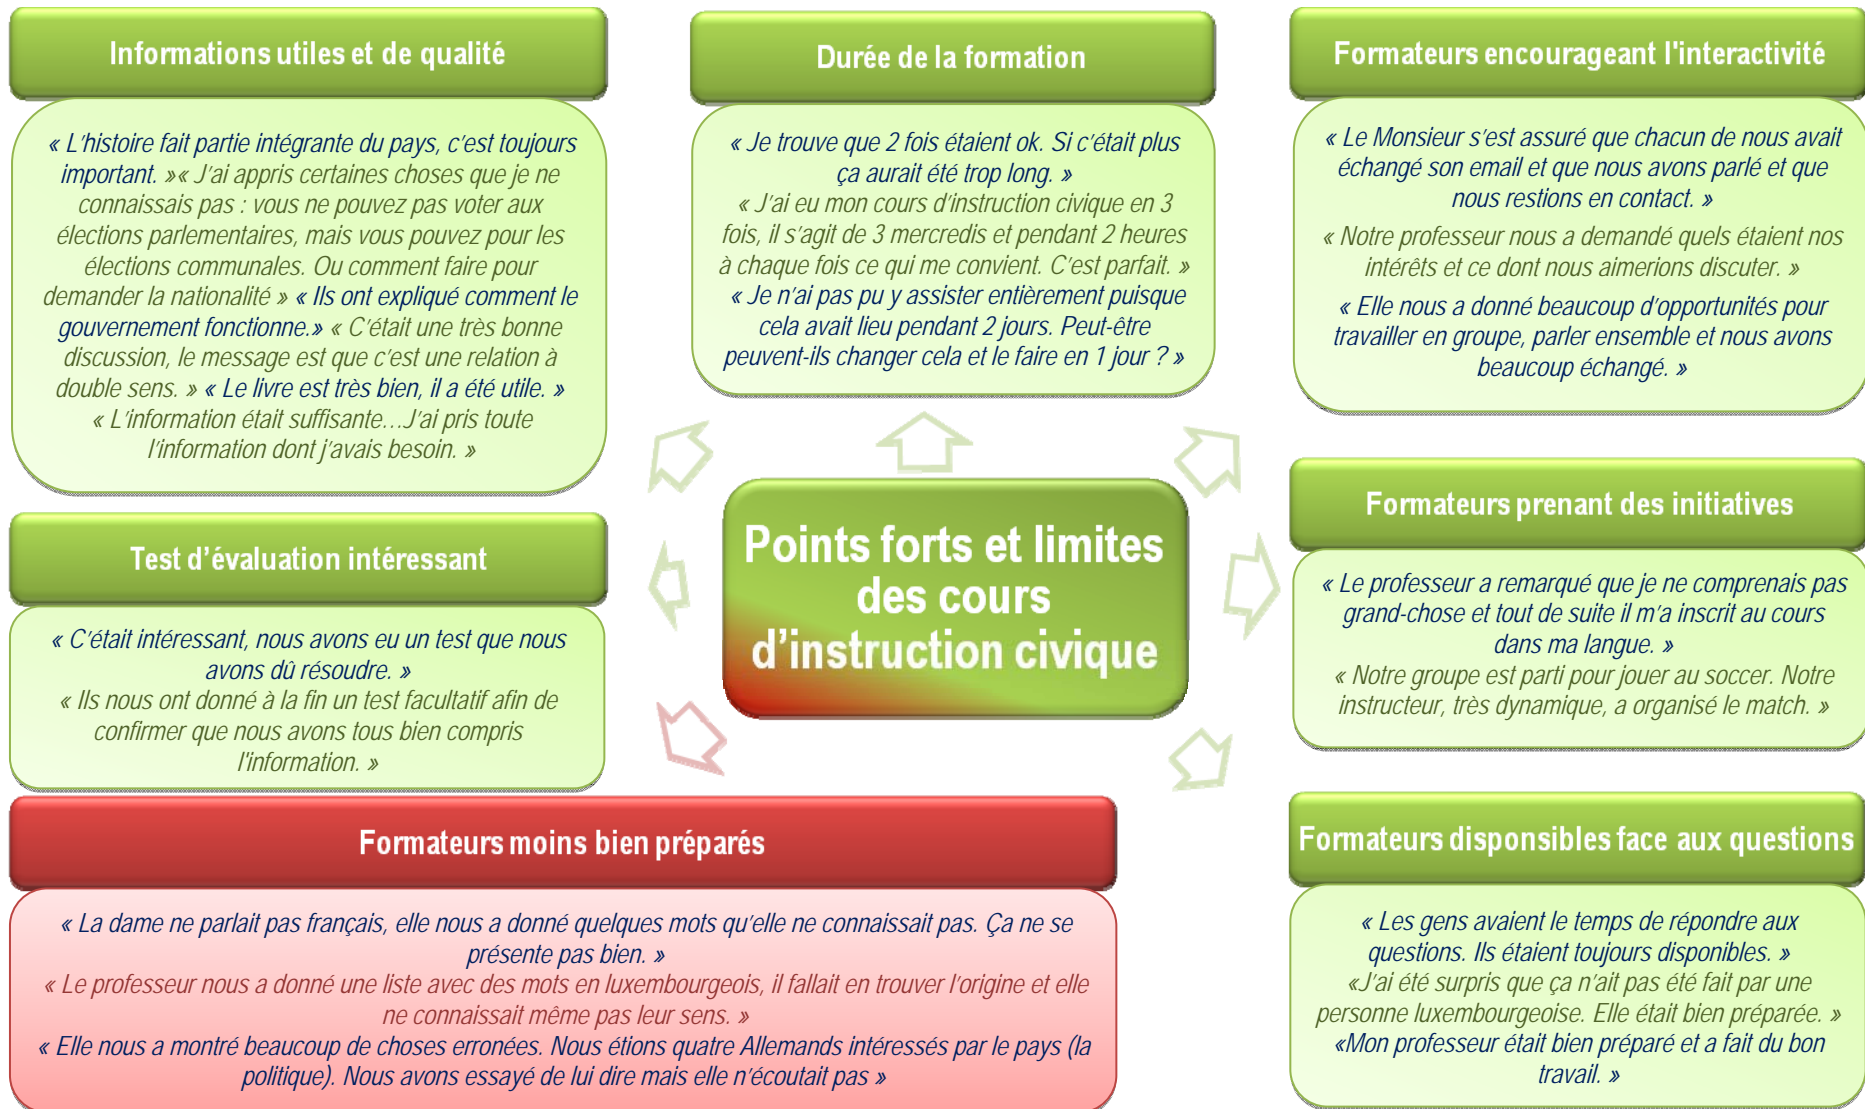 Informations utiles et de qualité
« L'histoire fait partie intégrante du pays, c'est toujours
important. »« J'ai appris certaines choses que je ne
connaissais pas : vous ne pouvez pas voter aux
élections parlementaires, mais vous pouvez pour les
élections communales. Ou comment faire pour
demander la nationalité » « Ils ont expliqué comment le
gouvernement fonctionne.» « C'était une très bonne
discussion, le message est que c'est une relation à
double sens. » « Le livre est très bien, il a été utile. »
« L'information était suffisante…J'ai pris toute
l'information dont j'avais besoin. »
Durée de la formation
« Je trouve que 2 fois étaient ok. Si c'était plus
ça aurait été trop long. »
« J'ai eu mon cours d'instruction civique en 3
fois, il s'agit de 3 mercredis et pendant 2 heures
à chaque fois ce qui me convient. C'est parfait. »
« Je n'ai pas pu y assister entièrement puisque
cela avait lieu pendant 2 jours. Peut-être
peuvent-ils changer cela et le faire en 1 jour ? »
Formateurs encourageant l'interactivité
« Le Monsieur s'est assuré que chacun de nous avait
échangé son email et que nous avons parlé et que
nous restions en contact. »
« Notre professeur nous a demandé quels étaient nos
intérêts et ce dont nous aimerions discuter. »
« Elle nous a donné beaucoup d'opportunités pour
travailler en groupe, parler ensemble et nous avons
beaucoup échangé. »
Points forts et limites
des cours
d'instruction civique
Test d'évaluation intéressant
« C'était intéressant, nous avons eu un test que nous
avons dû résoudre. »
« Ils nous ont donné à la fin un test facultatif afin de
confirmer que nous avons tous bien compris
l'information. »
Formateurs prenant des initiatives
« Le professeur a remarqué que je ne comprenais pas
grand-chose et tout de suite il m'a inscrit au cours
dans ma langue. »
« Notre groupe est parti pour jouer au soccer. Notre
instructeur, très dynamique, a organisé le match. »
Formateurs moins bien préparés
« La dame ne parlait pas français, elle nous a donné quelques mots qu'elle ne connaissait pas. Ça ne se
présente pas bien. »
« Le professeur nous a donné une liste avec des mots en luxembourgeois, il fallait en trouver l'origine et elle
ne connaissait même pas leur sens. »
« Elle nous a montré beaucoup de choses erronées. Nous étions quatre Allemands intéressés par le pays (la
politique). Nous avons essayé de lui dire mais elle n'écoutait pas »
Formateurs disponsibles face aux questions
« Les gens avaient le temps de répondre aux
questions. Ils étaient toujours disponibles. »
«J'ai été surpris que ça n'ait pas été fait par une
personne luxembourgeoise. Elle était bien préparée. »
«Mon professeur était bien préparé et a fait du bon
travail. »